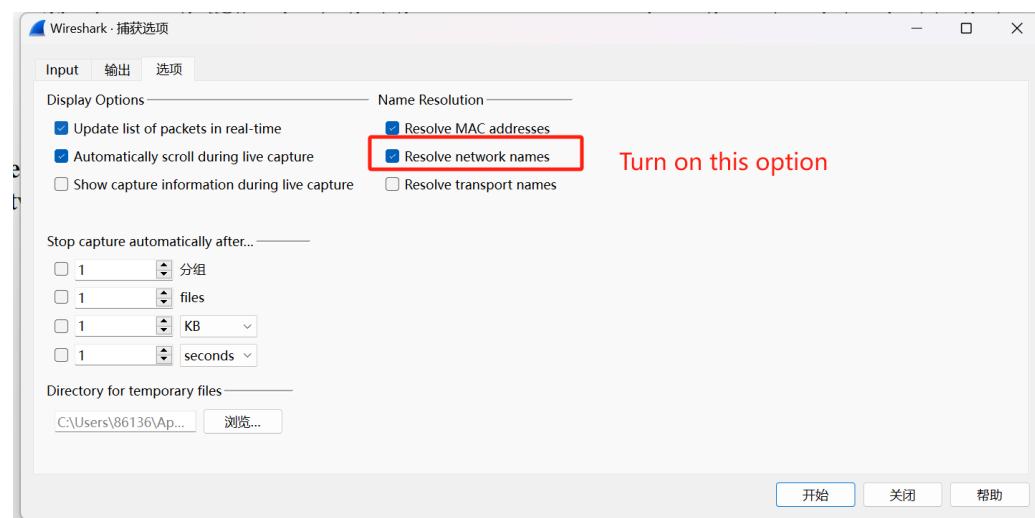 Wireshark · 捕获选项
Input 输出 选项
Display Options
Update list of packets in real-time
Automatically scroll during live capture
Show capture information during live capture
Name Resolution
Resolve MAC addresses
Resolve network names
Resolve transport names
Turn on this option
Stop capture automatically after...
1 分组
1 files
1 KB
1 seconds
Directory for temporary files
C:\Users\86136\Ap... 浏览...
开始 关闭 帮助